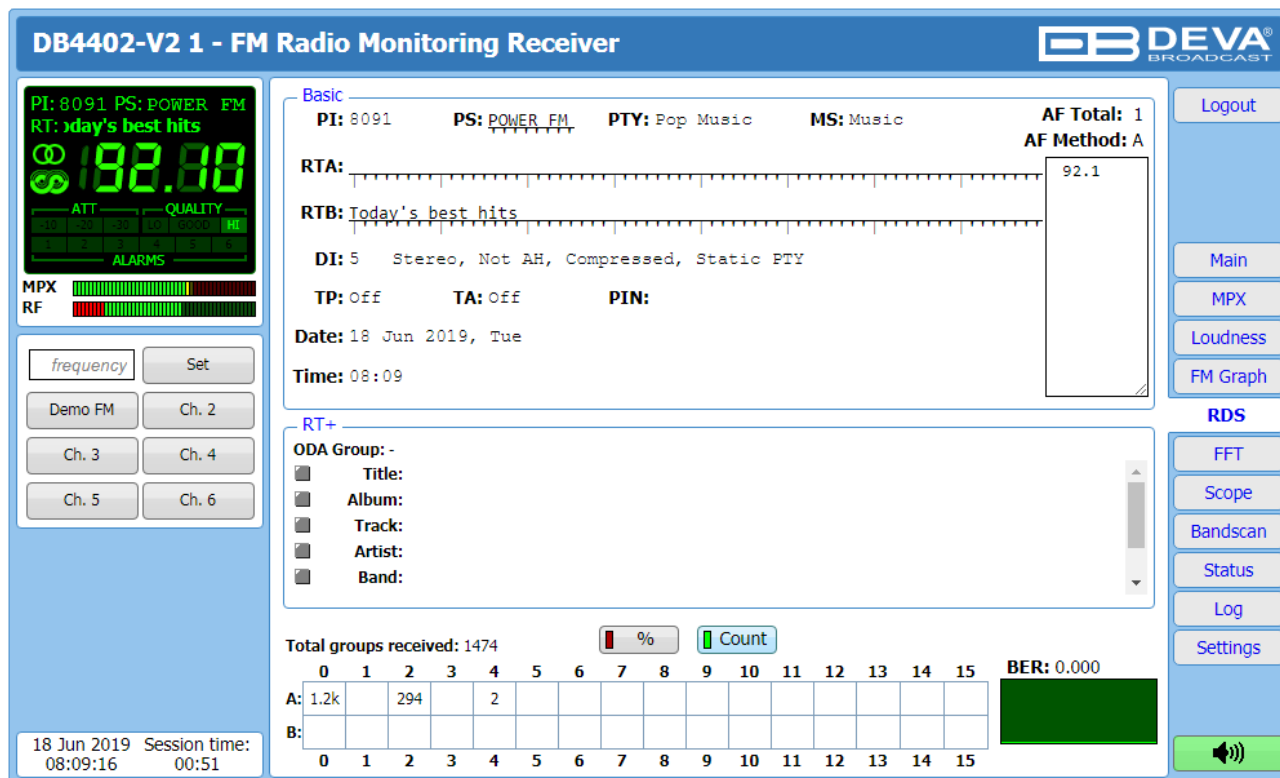 DB4402-V2 1 - FM Radio Monitoring Receiver
DEVA®
BROADCAST
PI: 8091 PS: POWER FM
RT: oday's best hits
92.10
ATT QUALITY
-10 -20 -30 LO GOOD HI
1 2 3 4 5 6
ALARMS
MPX
RF
frequency Set
Demo FM Ch. 2
Ch. 3 Ch. 4
Ch. 5 Ch. 6
18 Jun 2019 Session time:
08:09:16 00:51
Basic
PI: 8091 PS: POWER FM PTY: Pop Music MS: Music AF Total: 1
AF Method: A
RTA:
92.1
RTB: Today's best hits
DI: 5 Stereo, Not AH, Compressed, Static PTY
TP: Off TA: Off PIN:
Date: 18 Jun 2019, Tue
Time: 08:09
RT+
ODA Group: -
Title:
Album:
Track:
Artist:
Band:
Total groups received: 1474 % Count
0 1 2 3 4 5 6 7 8 9 10 11 12 13 14 15
A: 1.2k 294 2
B:
0 1 2 3 4 5 6 7 8 9 10 11 12 13 14 15
BER: 0.000
Logout
Main
MPX
Loudness
FM Graph
RDS
FFT
Scope
Bandscan
Status
Log
Settings